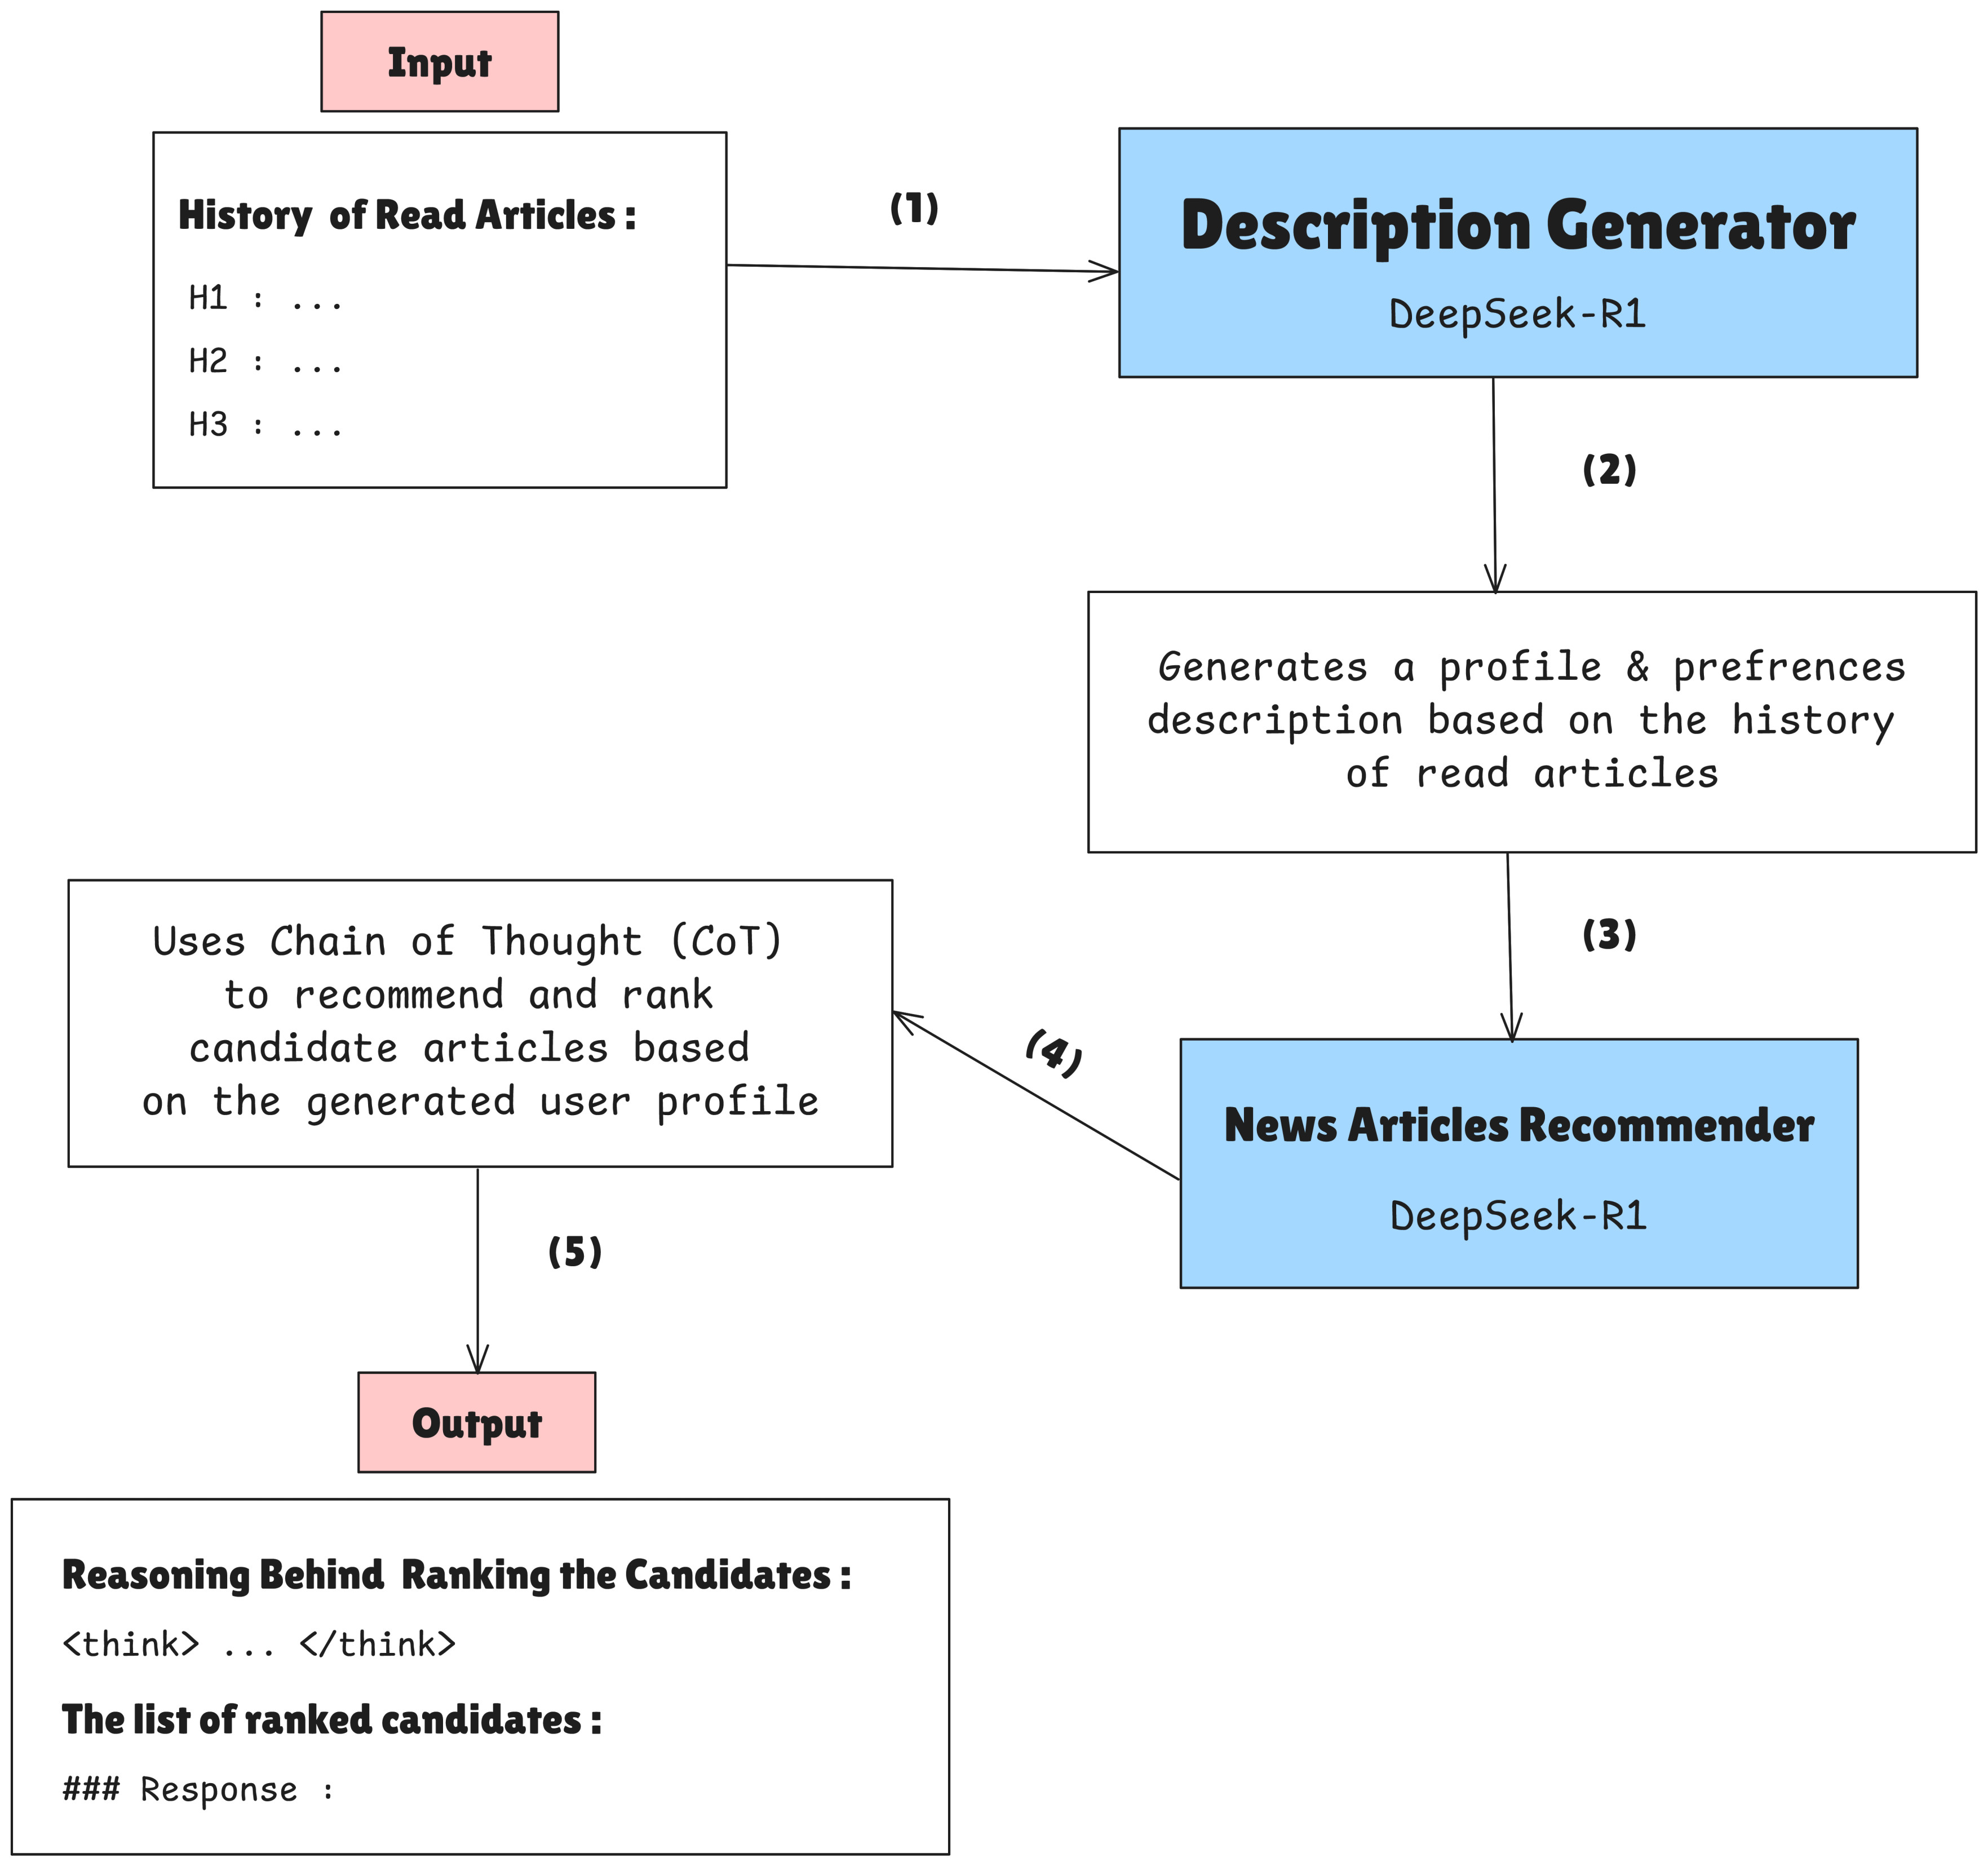 Input
History of Read Articles :
H1 : ...
H2 : ...
H3 : ...
(1)
Description Generator
DeepSeek-R1
(2)
Generates a profile & prefrences
description based on the history
of read articles
(3)
News Articles Recommender
DeepSeek-R1
(4)
Uses Chain of Thought (CoT)
to recommend and rank
candidate articles based
on the generated user profile
(5)
Output
Reasoning Behind Ranking the Candidates :
<think> ... </think>
The list of ranked candidates :
### Response :